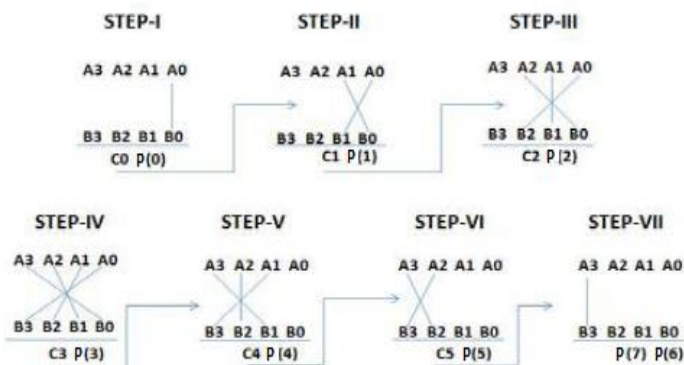 STEP-I STEP-II STEP-III
A3 A2 A1 A0 A3 A2 A1 A0 A3 A2 A1 A0
B3 B2 B1 B0 B3 B2 B1 B0 B3 B2 B1 B0
C0 P(0) C1 P(1) C2 P(2)
STEP-IV STEP-V STEP-VI STEP-VII
A3 A2 A1 A0 A3 A2 A1 A0 A3 A2 A1 A0 A3 A2 A1 A0
B3 B2 B1 B0 B3 B2 B1 B0 B3 B2 B1 B0 B3 B2 B1 B0
C3 P(3) C4 P(4) C5 P(5) P(7) P(6)